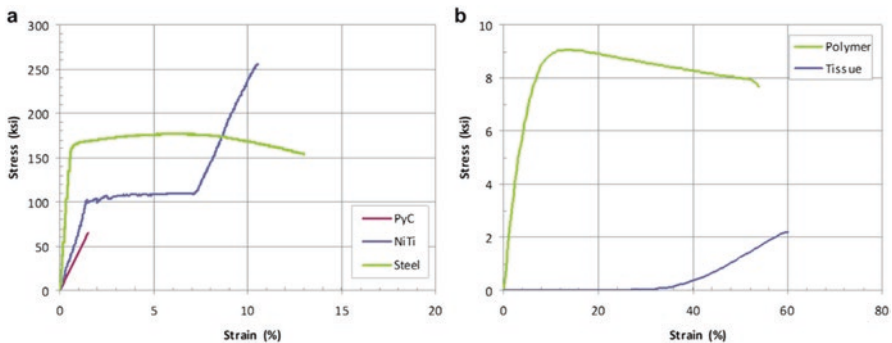 a
300
250
200
150
100
50
0
Stress (ksi)
0 5 10 15 20
Strain (%)
PyC
NiTi
Steel
b
10
8
6
4
2
0
Stress (ksi)
0 20 40 60 80
Strain (%)
Polymer
Tissue